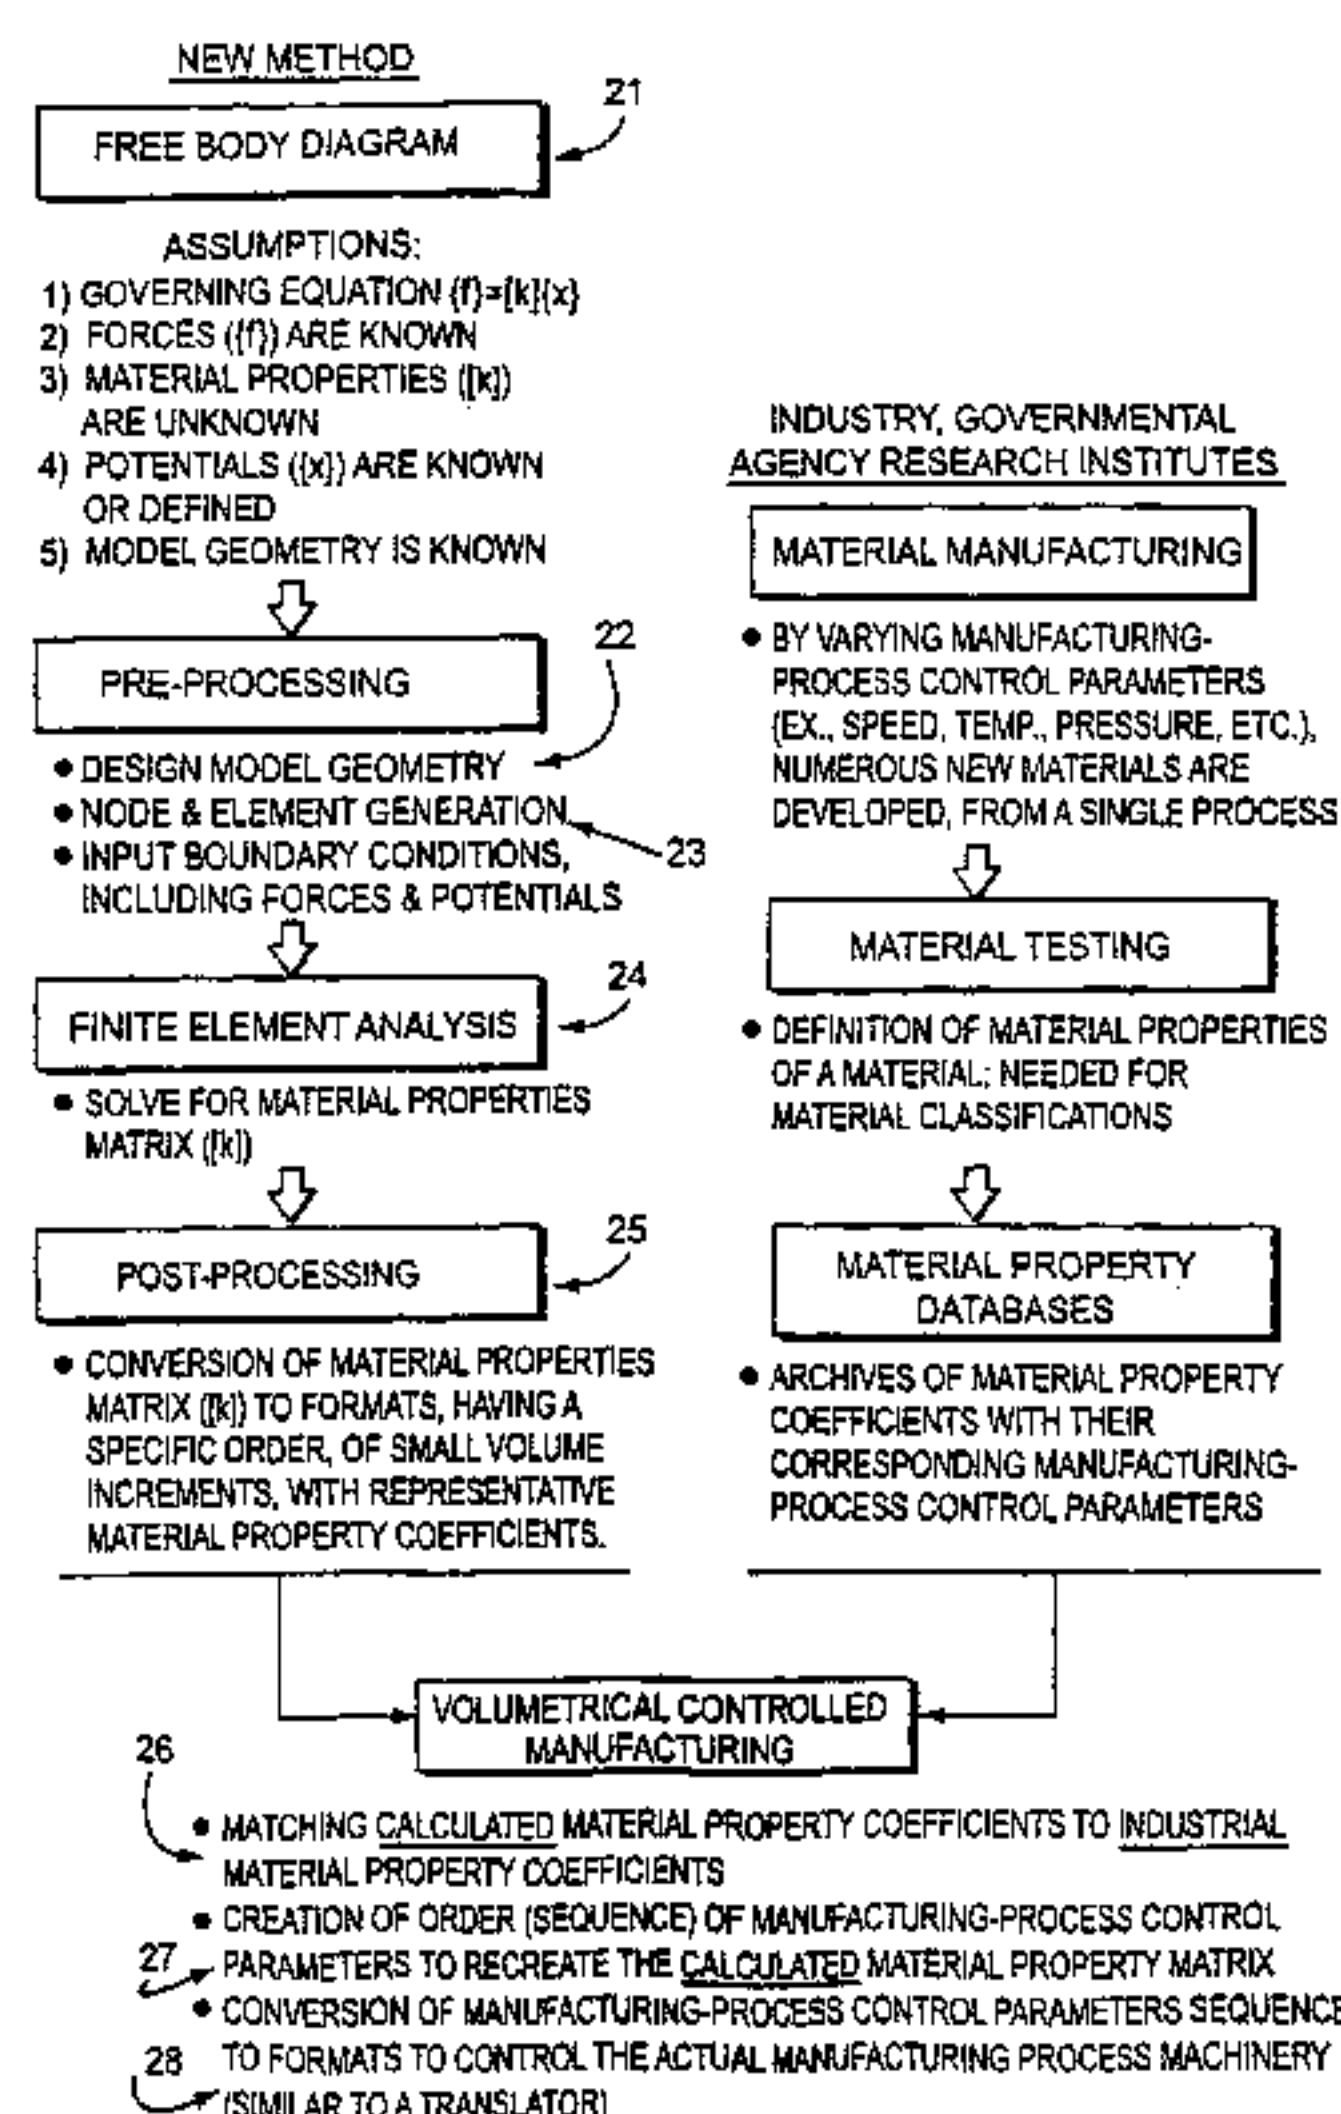 NEW METHOD
21
FREE BODY DIAGRAM
ASSUMPTIONS:
1) GOVERNING EQUATION {f}=[k]{x}
2) FORCES ({f}) ARE KNOWN
3) MATERIAL PROPERTIES ([k])
ARE UNKNOWN
4) POTENTIALS ({x}) ARE KNOWN
OR DEFINED
5) MODEL GEOMETRY IS KNOWN
22
PRE-PROCESSING
● DESIGN MODEL GEOMETRY
● NODE & ELEMENT GENERATION
● INPUT BOUNDARY CONDITIONS,
23
INCLUDING FORCES & POTENTIALS
24
FINITE ELEMENT ANALYSIS
● SOLVE FOR MATERIAL PROPERTIES
MATRIX ([k])
25
POST-PROCESSING
● CONVERSION OF MATERIAL PROPERTIES
MATRIX ([k]) TO FORMATS, HAVING A
SPECIFIC ORDER, OF SMALL VOLUME
INCREMENTS, WITH REPRESENTATIVE
MATERIAL PROPERTY COEFFICIENTS.
INDUSTRY, GOVERNMENTAL
AGENCY RESEARCH INSTITUTES
MATERIAL MANUFACTURING
● BY VARYING MANUFACTURING-
PROCESS CONTROL PARAMETERS
(EX., SPEED, TEMP., PRESSURE, ETC.),
NUMEROUS NEW MATERIALS ARE
DEVELOPED, FROM A SINGLE PROCESS
MATERIAL TESTING
● DEFINITION OF MATERIAL PROPERTIES
OF A MATERIAL; NEEDED FOR
MATERIAL CLASSIFICATIONS
MATERIAL PROPERTY
DATABASES
● ARCHIVES OF MATERIAL PROPERTY
COEFFICIENTS WITH THEIR
CORRESPONDING MANUFACTURING-
PROCESS CONTROL PARAMETERS
VOLUMETRICAL CONTROLLED
MANUFACTURING
26
● MATCHING CALCULATED MATERIAL PROPERTY COEFFICIENTS TO INDUSTRIAL
MATERIAL PROPERTY COEFFICIENTS
● CREATION OF ORDER (SEQUENCE) OF MANUFACTURING-PROCESS CONTROL
27
PARAMETERS TO RECREATE THE CALCULATED MATERIAL PROPERTY MATRIX
● CONVERSION OF MANUFACTURING-PROCESS CONTROL PARAMETERS SEQUENCE
28
TO FORMATS TO CONTROL THE ACTUAL MANUFACTURING PROCESS MACHINERY
(SIMILAR TO A TRANSLATOR)